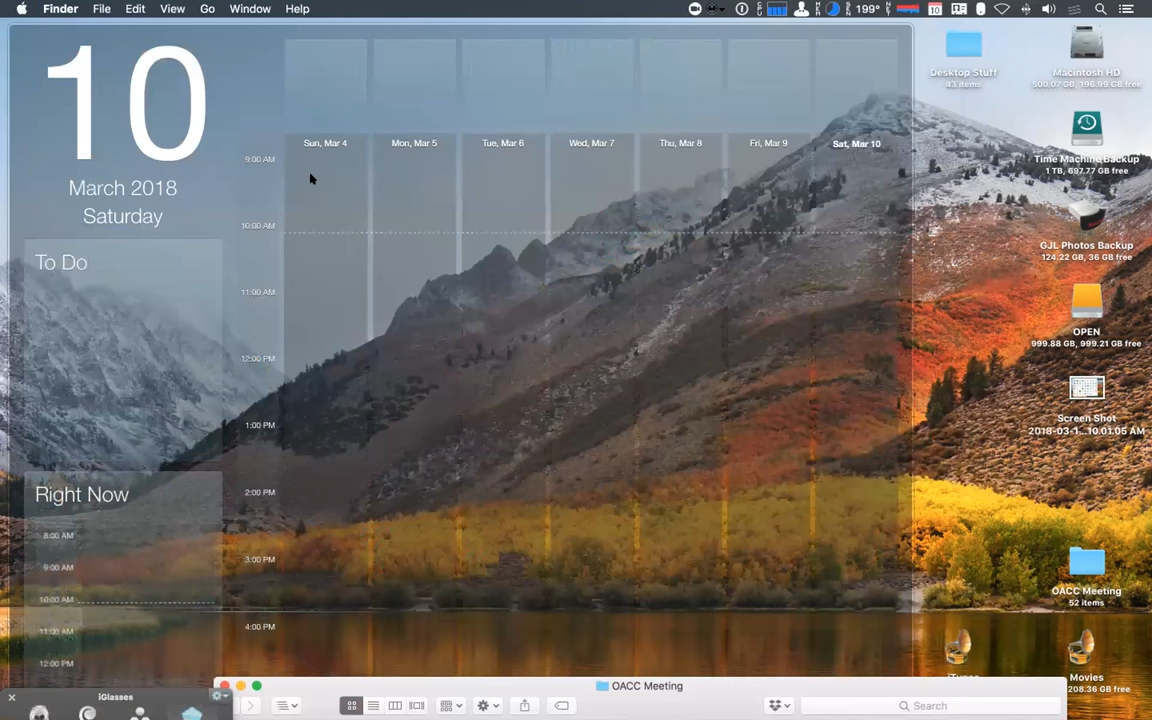 Finder File Edit View Go Window Help
199°
10
10
March 2018
Saturday
To Do
Right Now
8:00 AM
9:00 AM
10:00 AM
11:00 AM
12:00 PM
Sun, Mar 4
Mon, Mar 5
Tue, Mar 6
Wed, Mar 7
Thu, Mar 8
Fri, Mar 9
Sat, Mar 10
9:00 AM
10:00 AM
11:00 AM
12:00 PM
1:00 PM
2:00 PM
3:00 PM
4:00 PM
Desktop Stuff
43 items
Macintosh HD
500.07 GB, 196.99 GB free
Time Machine Backup
1 TB, 697.77 GB free
GJL Photos Backup
124.22 GB, 36 GB free
OPEN
999.88 GB, 999.21 GB free
Screen Shot
2018-03-1...10.01.05 AM
OACC Meeting
52 items
iTunes
Movies
208.36 GB free
iGlasses
OACC Meeting
Search